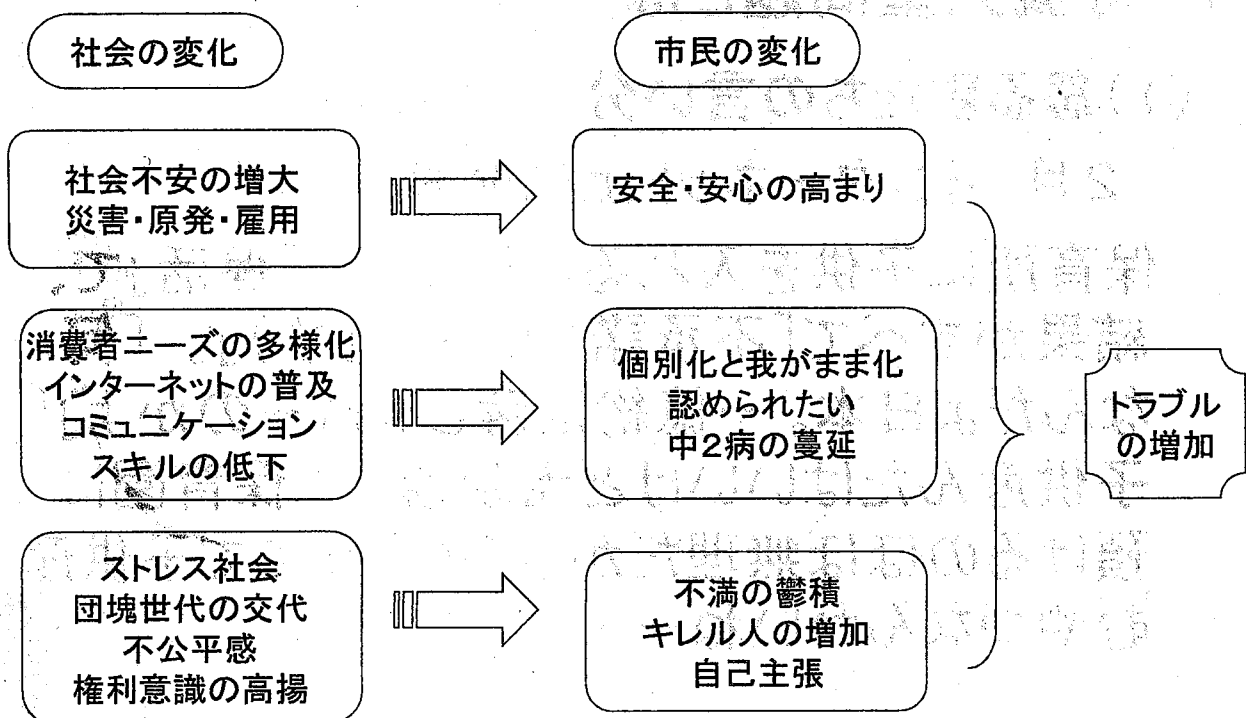 社会の変化
市民の変化
社会不安の増大
災害・原発・雇用
安全・安心の高まり
消費者ニーズの多様化
インターネットの普及
コミュニケーション
スキルの低下
個別化と我がまま化
認められたい
中2病の蔓延
トラブル
の増加
ストレス社会
団塊世代の交代
不公平感
権利意識の高揚
不満の鬱積
キレル人の増加
自己主張